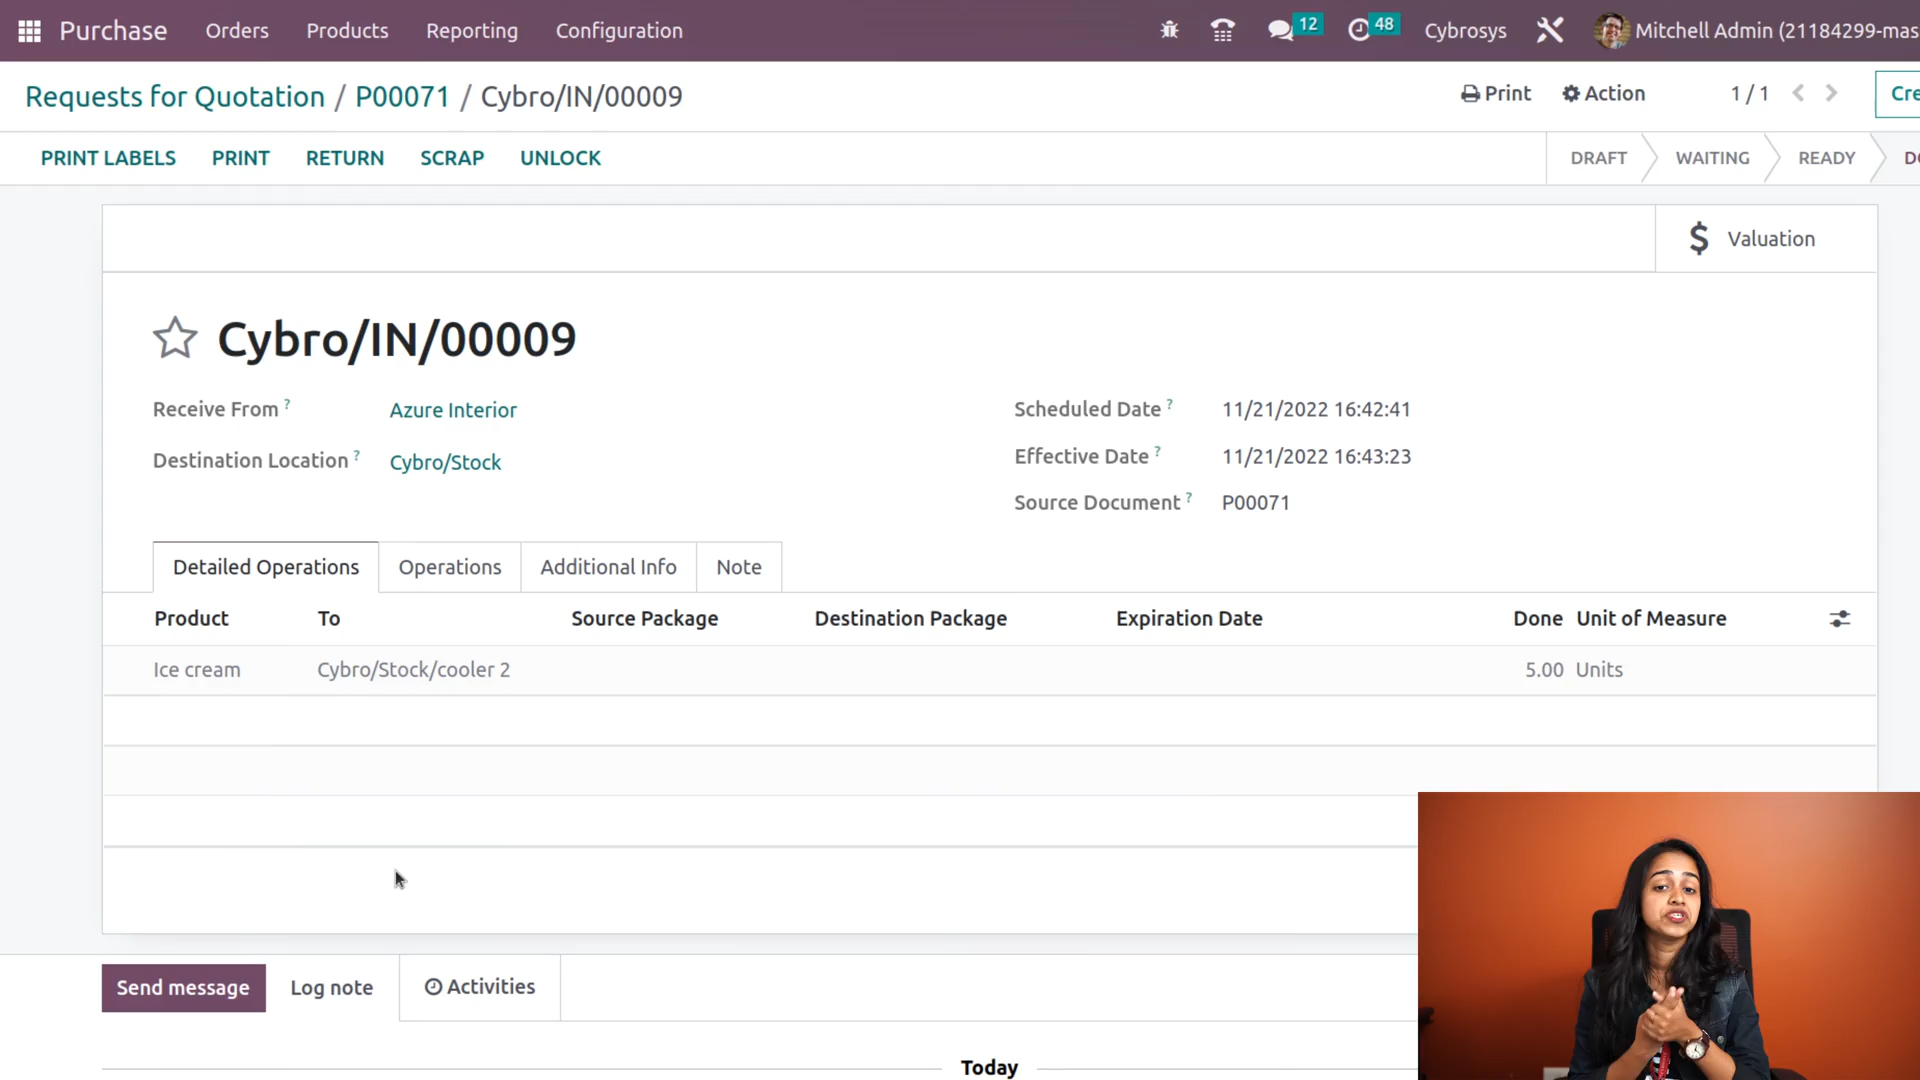 Purchase Orders Products Reporting Configuration 12 48 Cybrosys Mitchell Admin (21184299-mas
Requests for Quotation / P00071 / Cybro/IN/00009 Print Action 1 / 1 Cre
PRINT LABELS PRINT RETURN SCRAP UNLOCK DRAFT WAITING READY DO
$ Valuation
Cybro/IN/00009
Receive From ? Azure Interior Scheduled Date ? 11/21/2022 16:42:41
Destination Location ? Cybro/Stock Effective Date ? 11/21/2022 16:43:23
Source Document ? P00071
Detailed Operations Operations Additional Info Note
Product To Source Package Destination Package Expiration Date Done Unit of Measure
Ice cream Cybro/Stock/cooler 2 5.00 Units
Send message Log note Activities
Today